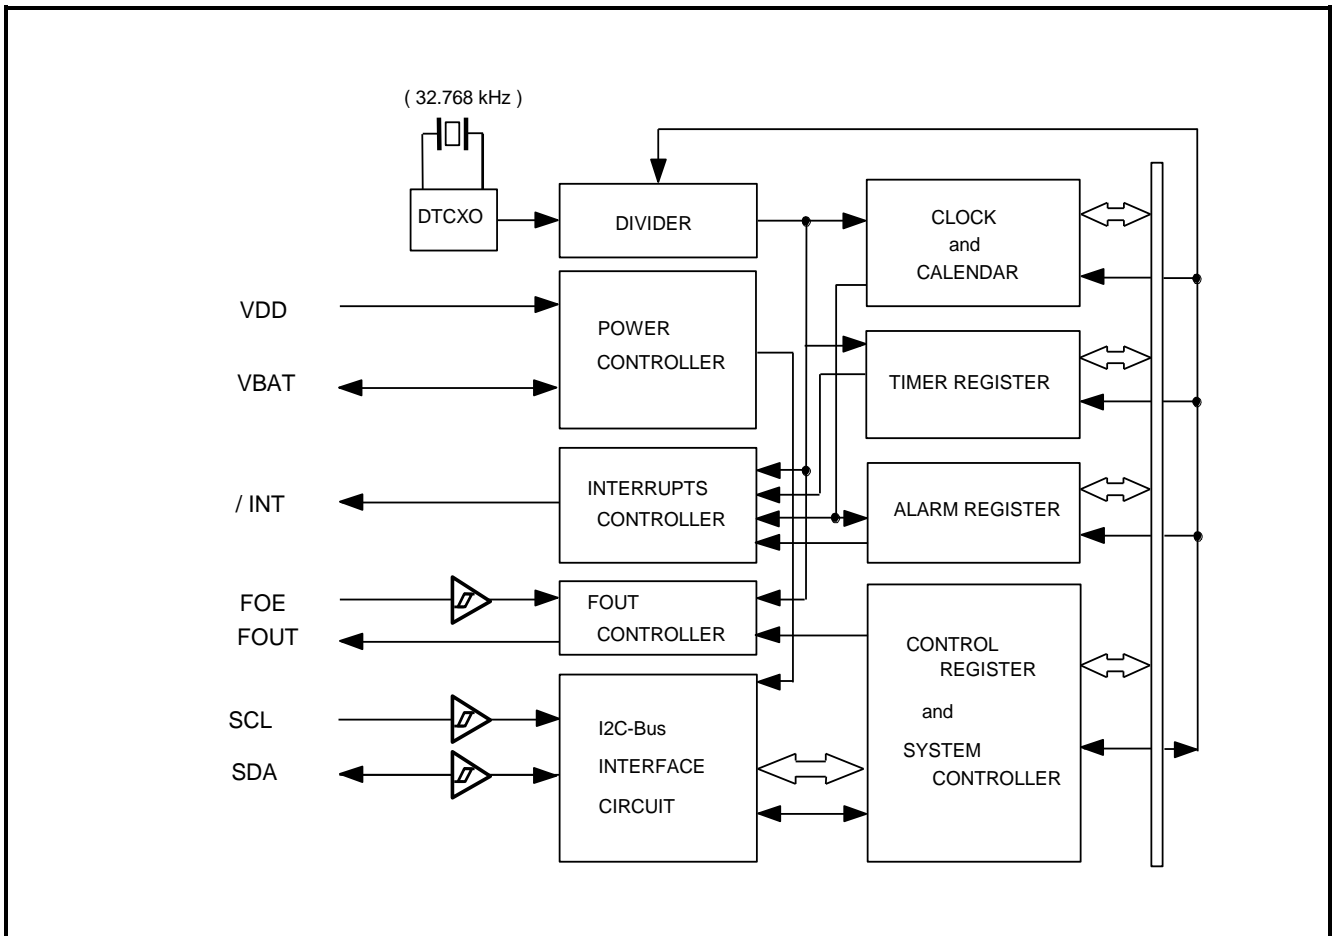 ( 32.768 kHz )
DTCXO
DIVIDER
CLOCK
and
CALENDAR
VDD
VBAT
POWER
CONTROLLER
TIMER REGISTER
/ INT
INTERRUPTS
CONTROLLER
ALARM REGISTER
FOE
FOUT
FOUT
CONTROLLER
CONTROL
REGISTER
and
SYSTEM
CONTROLLER
SCL
SDA
I2C-Bus
INTERFACE
CIRCUIT